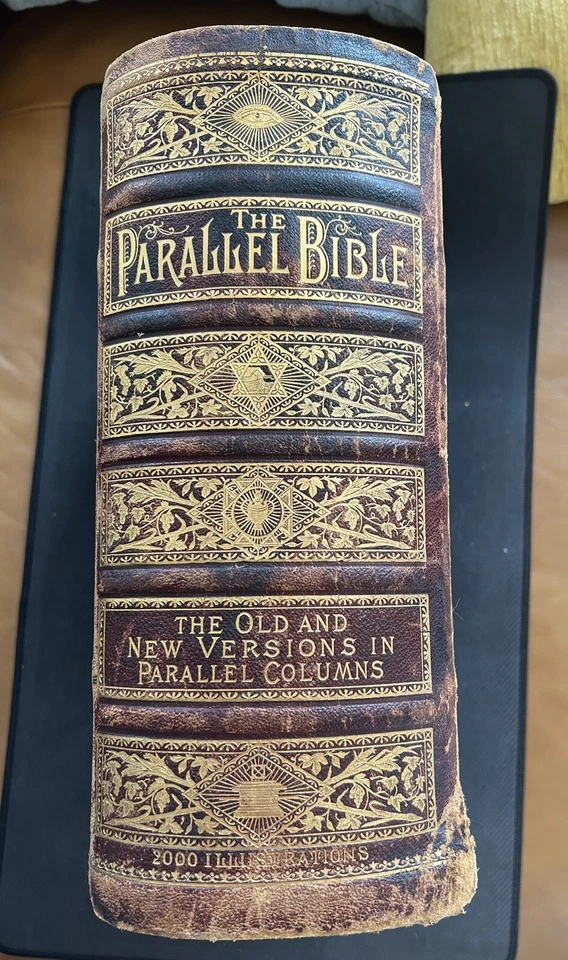 THE
PARALLEL BIBLE
THE OLD AND
NEW VERSIONS IN
PARALLEL COLUMNS
2000 ILLUSTRATIONS